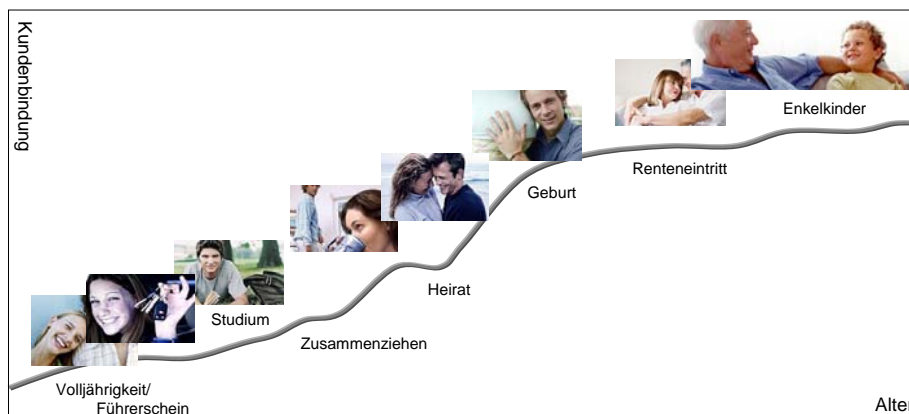 Kundenbindung
Enkelkinder
Renteneintritt
Geburt
Heirat
Studium
Zusammenziehen
Volljährigkeit/
Führerschein
Alter